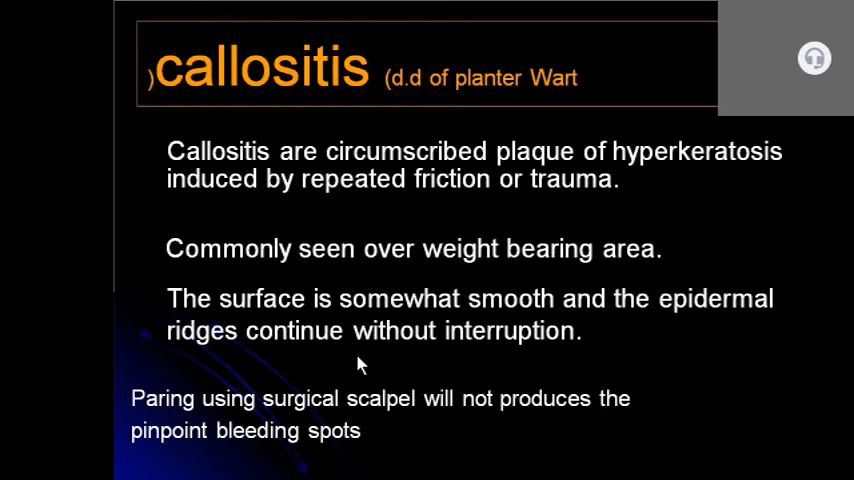 )callositis (d.d of planter Wart
Callositis are circumscribed plaque of hyperkeratosis
induced by repeated friction or trauma.
Commonly seen over weight bearing area.
The surface is somewhat smooth and the epidermal
ridges continue without interruption.
Paring using surgical scalpel will not produces the
pinpoint bleeding spots